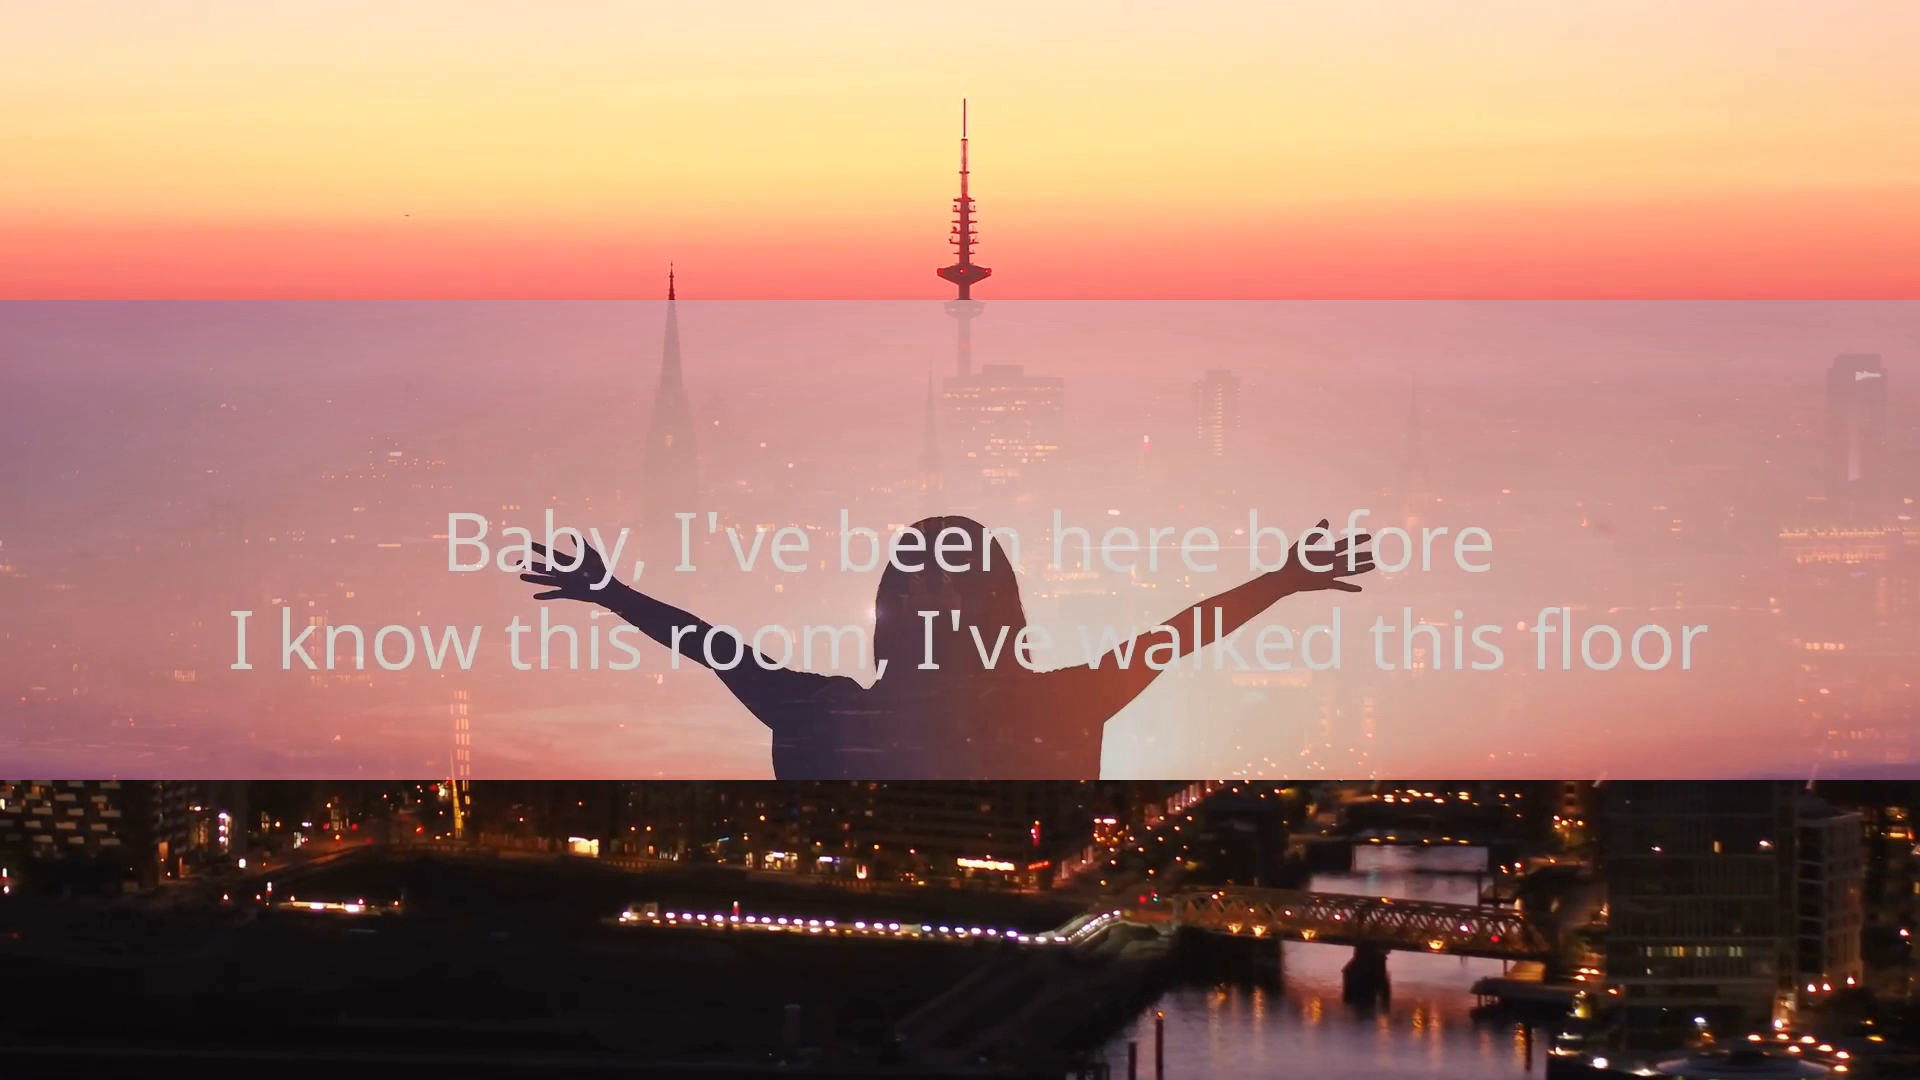 Baby, I've been here before
I know this room, I've walked this floor